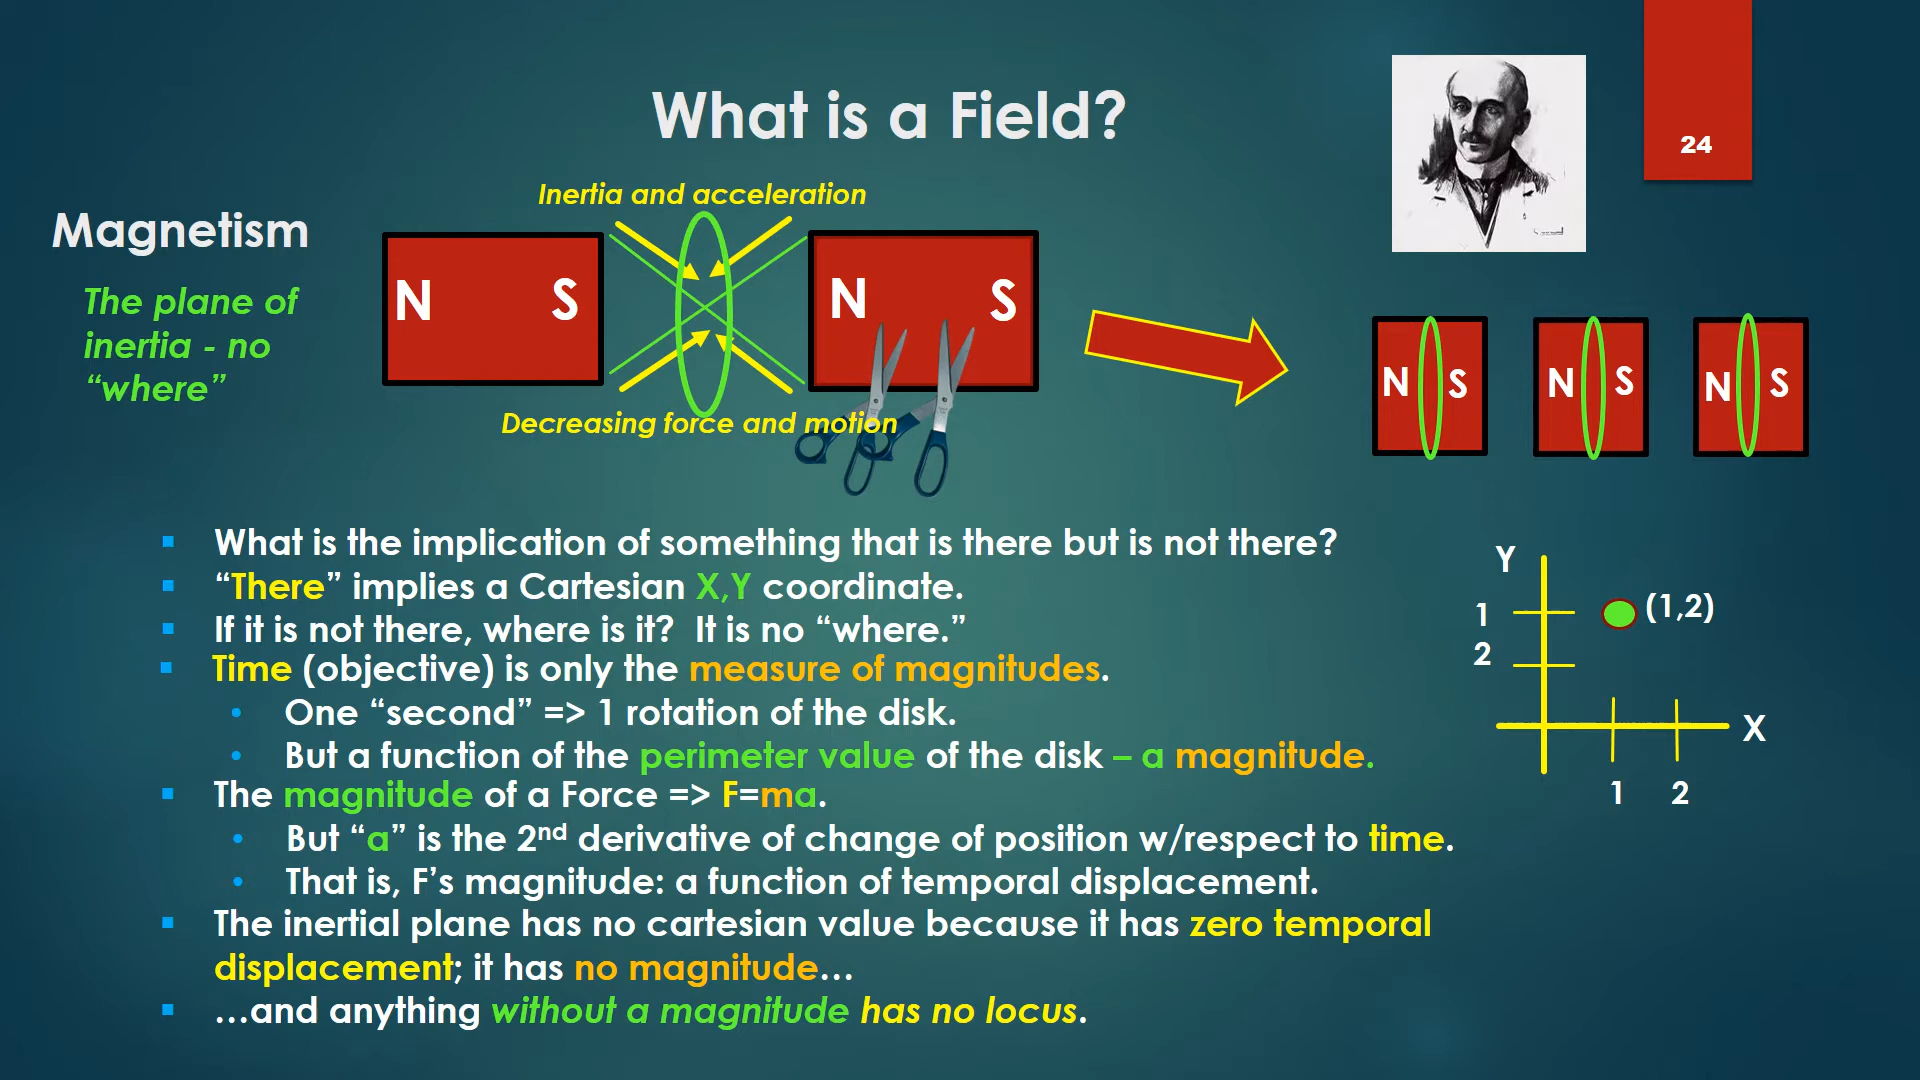 What is a Field?
24
Inertia and acceleration
Magnetism
The plane of
inertia - no
“where”
N S
N S
Decreasing force and motion
N S
N S
N S
What is the implication of something that is there but is not there?
“There” implies a Cartesian X,Y coordinate.
If it is not there, where is it? It is no “where.”
Time (objective) is only the measure of magnitudes.
One “second” => 1 rotation of the disk.
But a function of the perimeter value of the disk – a magnitude.
The magnitude of a Force => F=ma.
But “a” is the 2nd derivative of change of position w/respect to time.
That is, F’s magnitude: a function of temporal displacement.
The inertial plane has no cartesian value because it has zero temporal
displacement; it has no magnitude…
…and anything without a magnitude has no locus.
Y
1
(1,2)
2
X
1 2